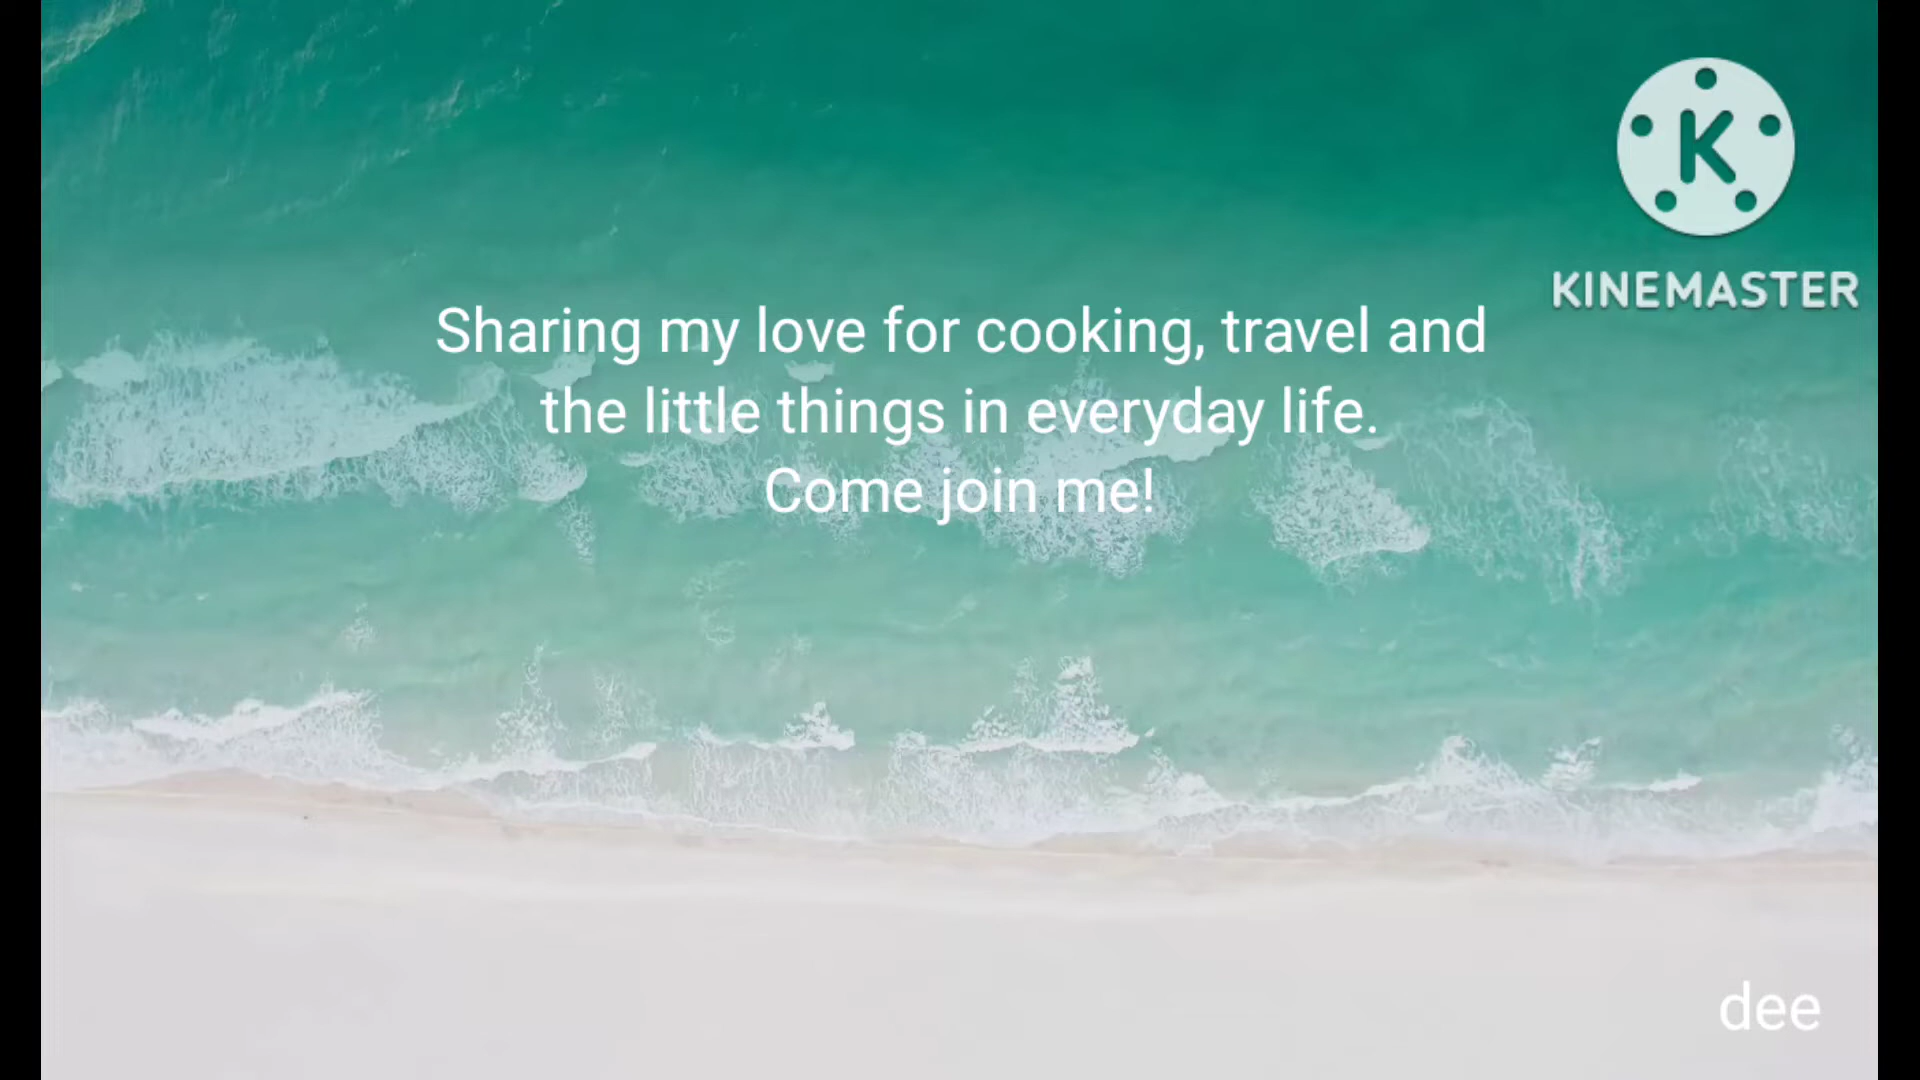 K
KINEMASTER
Sharing my love for cooking, travel and
the little things in everyday life.
Come join me!
dee